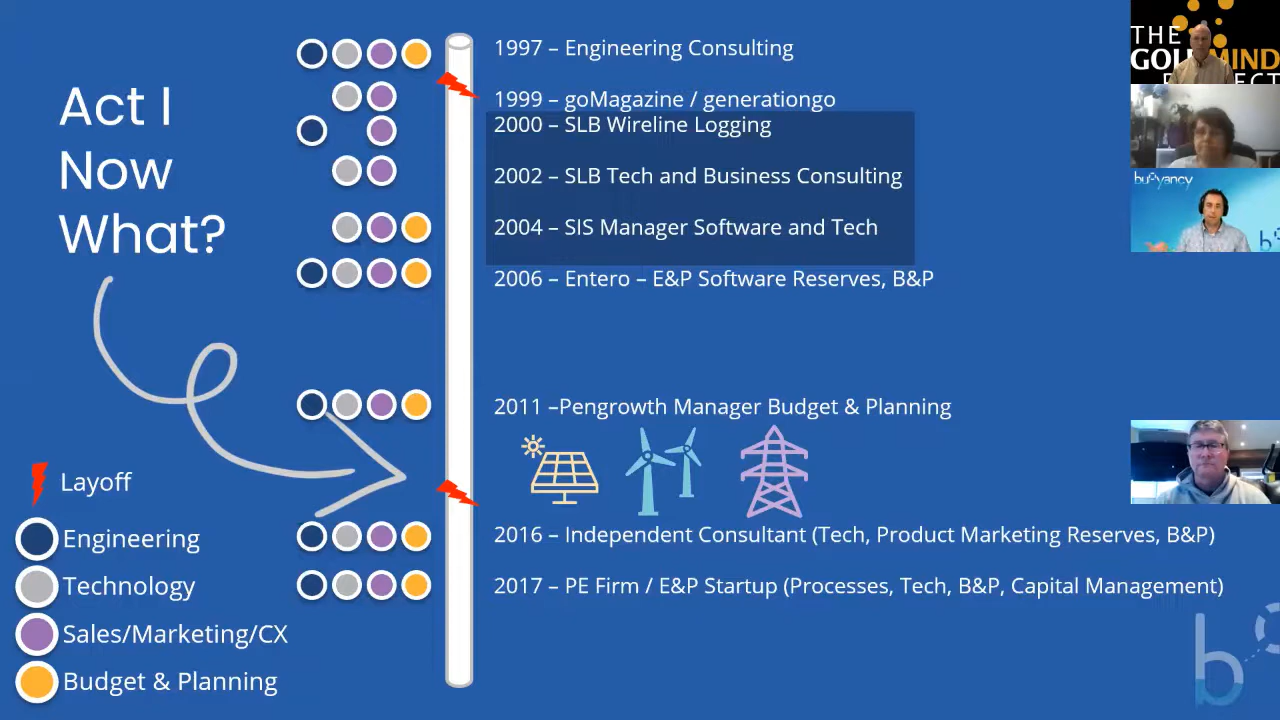 Act I
Now
What?
1997 – Engineering Consulting
1999 – goMagazine / generationgo
2000 – SLB Wireline Logging
2002 – SLB Tech and Business Consulting
2004 – SIS Manager Software and Tech
2006 – Entero – E&P Software Reserves, B&P
2011 –Pengrowth Manager Budget & Planning
2016 – Independent Consultant (Tech, Product Marketing Reserves, B&P)
2017 – PE Firm / E&P Startup (Processes, Tech, B&P, Capital Management)
Layoff
Engineering
Technology
Sales/Marketing/CX
Budget & Planning
THE
buoyancy
b